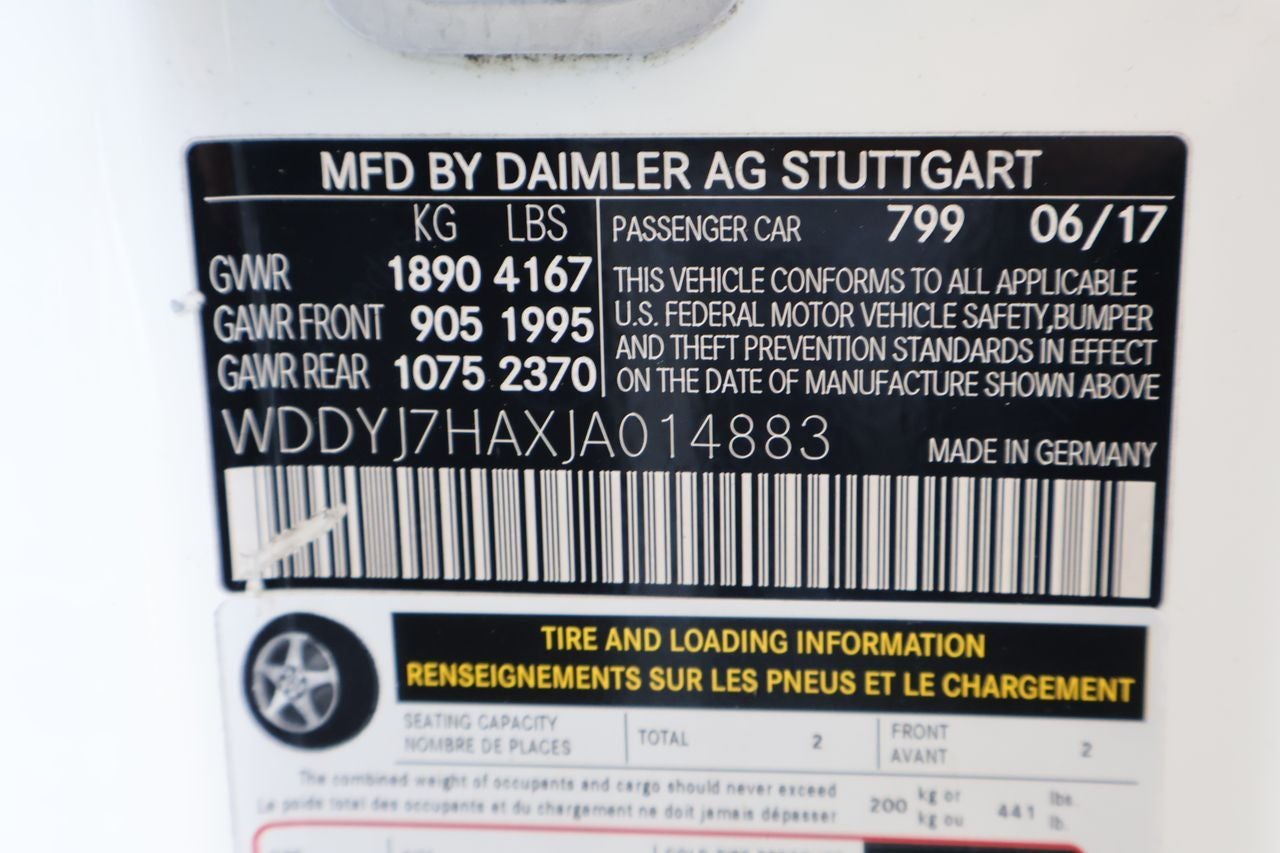 MFD BY DAIMLER AG STUTTGART
KG LBS
GVWR 1890 4167
GAWR FRONT 905 1995
GAWR REAR 1075 2370
PASSENGER CAR 799 06/17
THIS VEHICLE CONFORMS TO ALL APPLICABLE
U.S. FEDERAL MOTOR VEHICLE SAFETY,BUMPER
AND THEFT PREVENTION STANDARDS IN EFFECT
ON THE DATE OF MANUFACTURE SHOWN ABOVE
WDDYJ7HAXJA014883
MADE IN GERMANY
TIRE AND LOADING INFORMATION
RENSEIGNEMENTS SUR LES PNEUS ET LE CHARGEMENT
SEATING CAPACITY
NOMBRE DE PLACES
TOTAL 2
FRONT
AVANT
2
The combined weight of occupants and cargo should never exceed
Le poids total des occupants et du chargement ne doit jamais dépasser
200
kg or
kg ou
441
lbs.
lb.